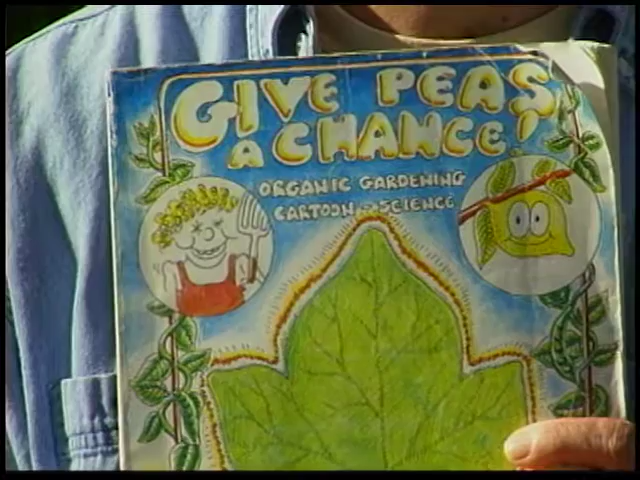 GIVE PEAS
A CHANCE!
ORGANIC GARDENING
CARTOON - SCIENCE